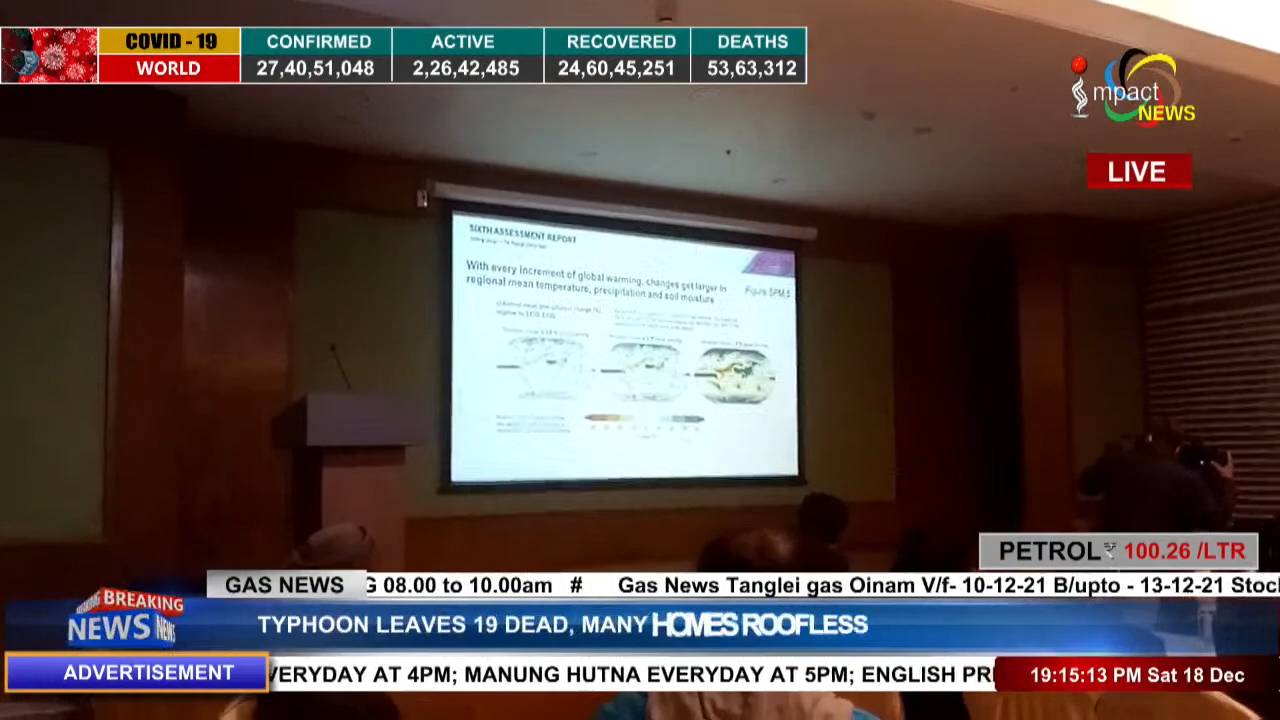 COVID - 19
CONFIRMED
ACTIVE
RECOVERED
DEATHS
WORLD
27,40,51,048
2,26,42,485
24,60,45,251
53,63,312
mpact
NEWS
LIVE
SIXTH ASSESSMENT REPORT
With every increment of global warming, changes get larger in
regional mean temperature, precipitation and soil moisture
Figure SPM.5
PETROL₹ 100.26 /LTR
GAS NEWS
G 08.00 to 10.00am # Gas News Tanglei gas Oinam V/f- 10-12-21 B/upto - 13-12-21 Stoc
BREAKING
NEWS
NEWS
TYPHOON LEAVES 19 DEAD, MANY HOMES ROOFLESS
ADVERTISEMENT
VERYDAY AT 4PM; MANUNG HUTNA EVERYDAY AT 5PM; ENGLISH PR
19:15:13 PM Sat 18 Dec